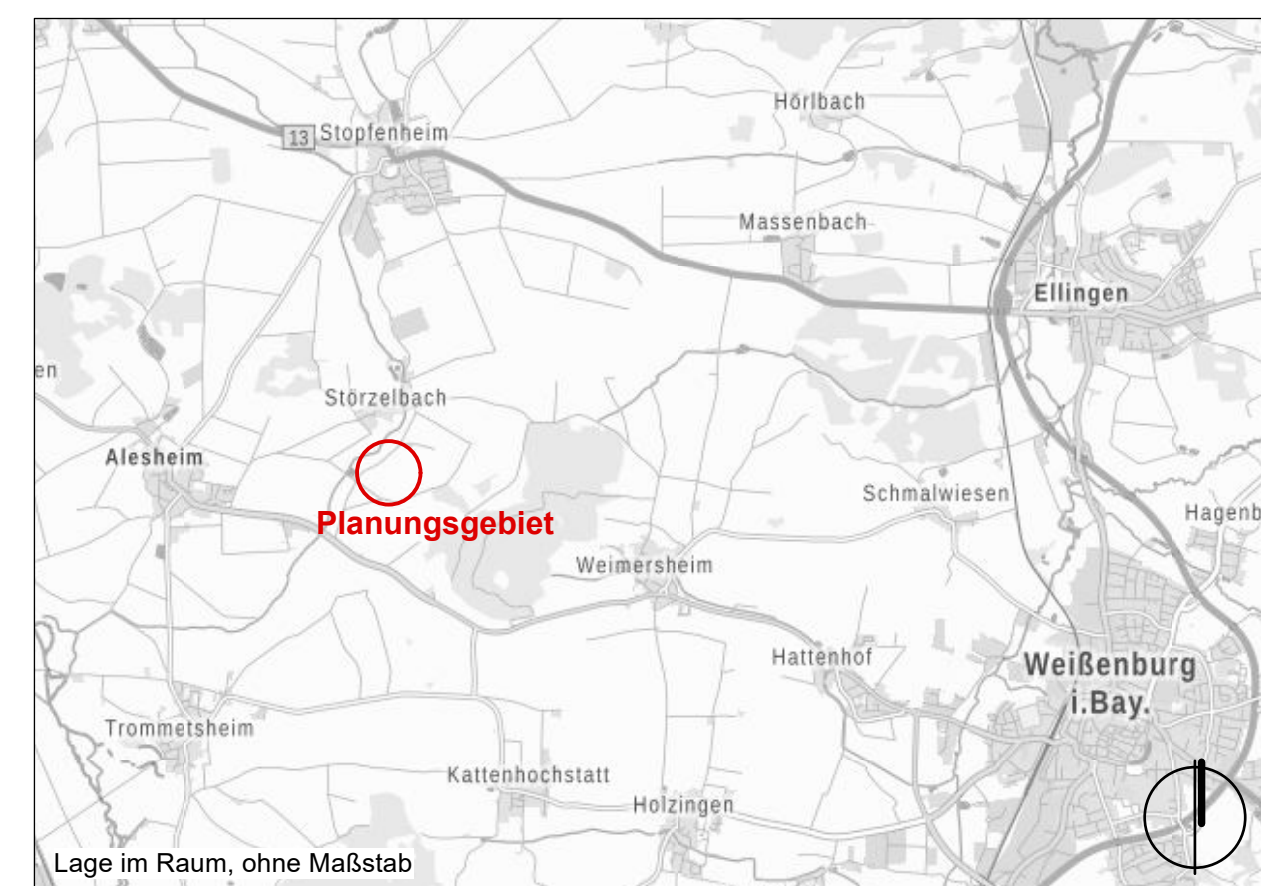 Hörlbach
13 Stopfenheim
Massenbach
Ellingen
en
Störzelbach
Alesheim
Schmalwiesen
Hagenb
Planungsgebiet
Weimersheim
Hattenhof
Weißenburg
i.Bay.
Trommetsheim
Kattenhochstatt
Holzingen
Lage im Raum, ohne Maßstab